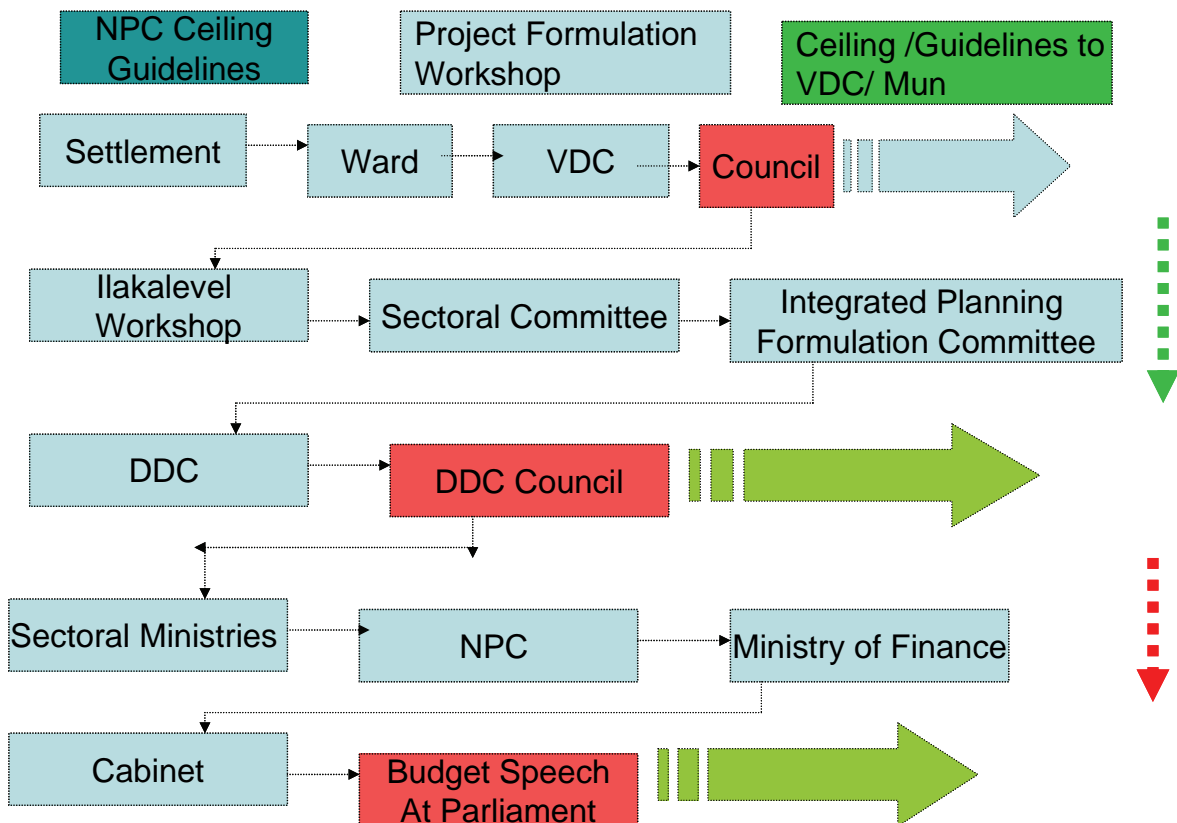 NPC Ceiling
Guidelines
Project Formulation
Workshop
Ceiling /Guidelines to
VDC/ Mun
Settlement
Ward
VDC
Council
Ilakalevel
Workshop
Sectoral Committee
Integrated Planning
Formulation Committee
DDC
DDC Council
Sectoral Ministries
NPC
Ministry of Finance
Cabinet
Budget Speech
At Parliament